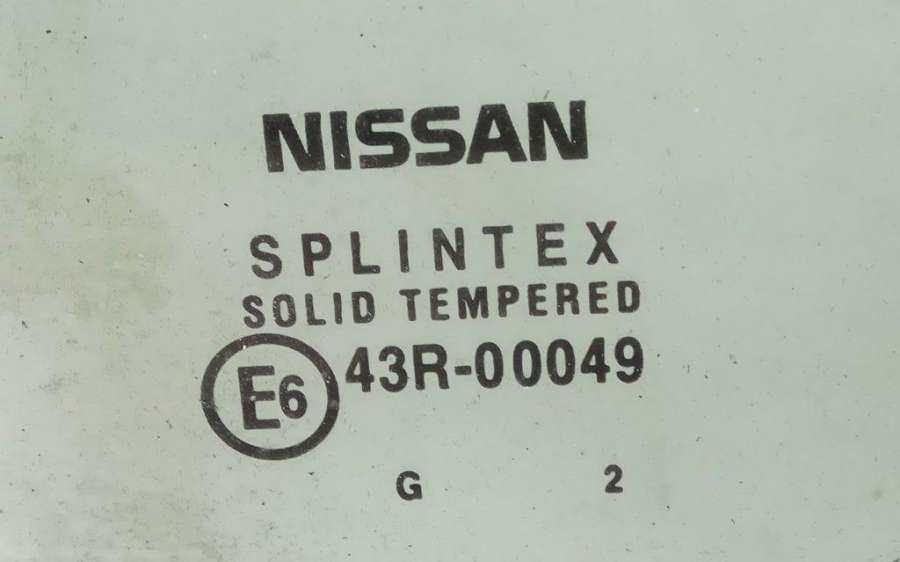 NISSAN
SPLINTEX
SOLID TEMPERED
E6 43R-00049
G 2